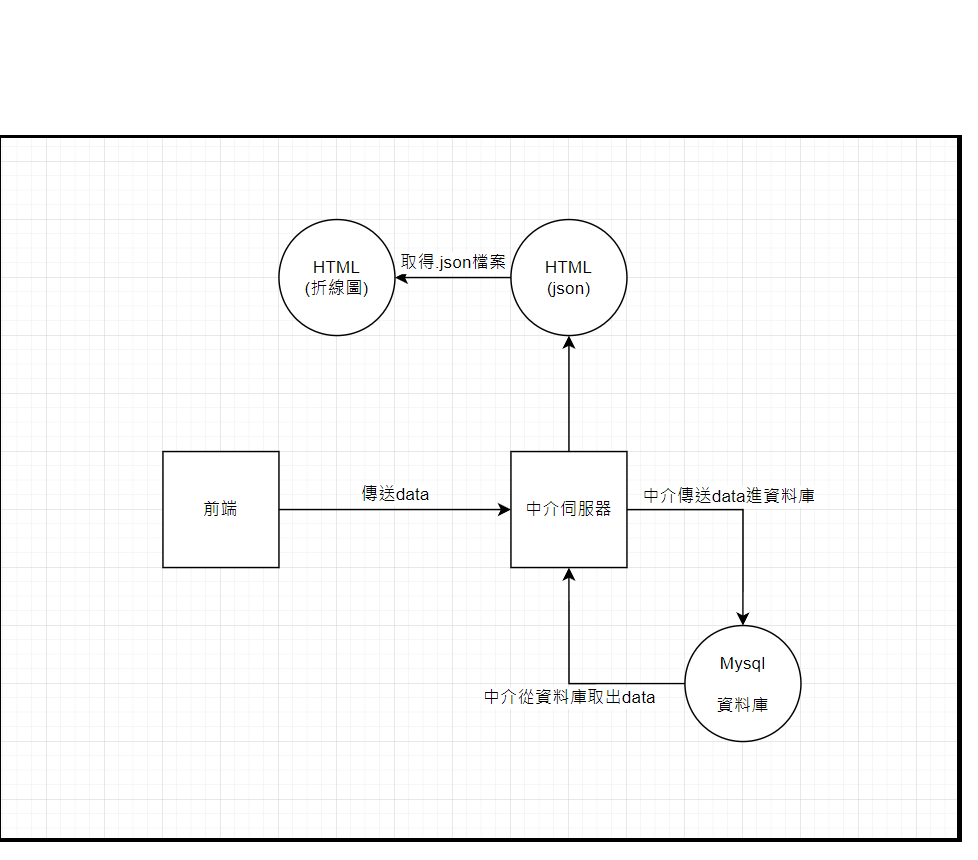 HTML
(折線圖)
取得.json檔案
HTML
(json)
前端
傳送data
中介伺服器
中介傳送data進資料庫
Mysql
資料庫
中介從資料庫取出data